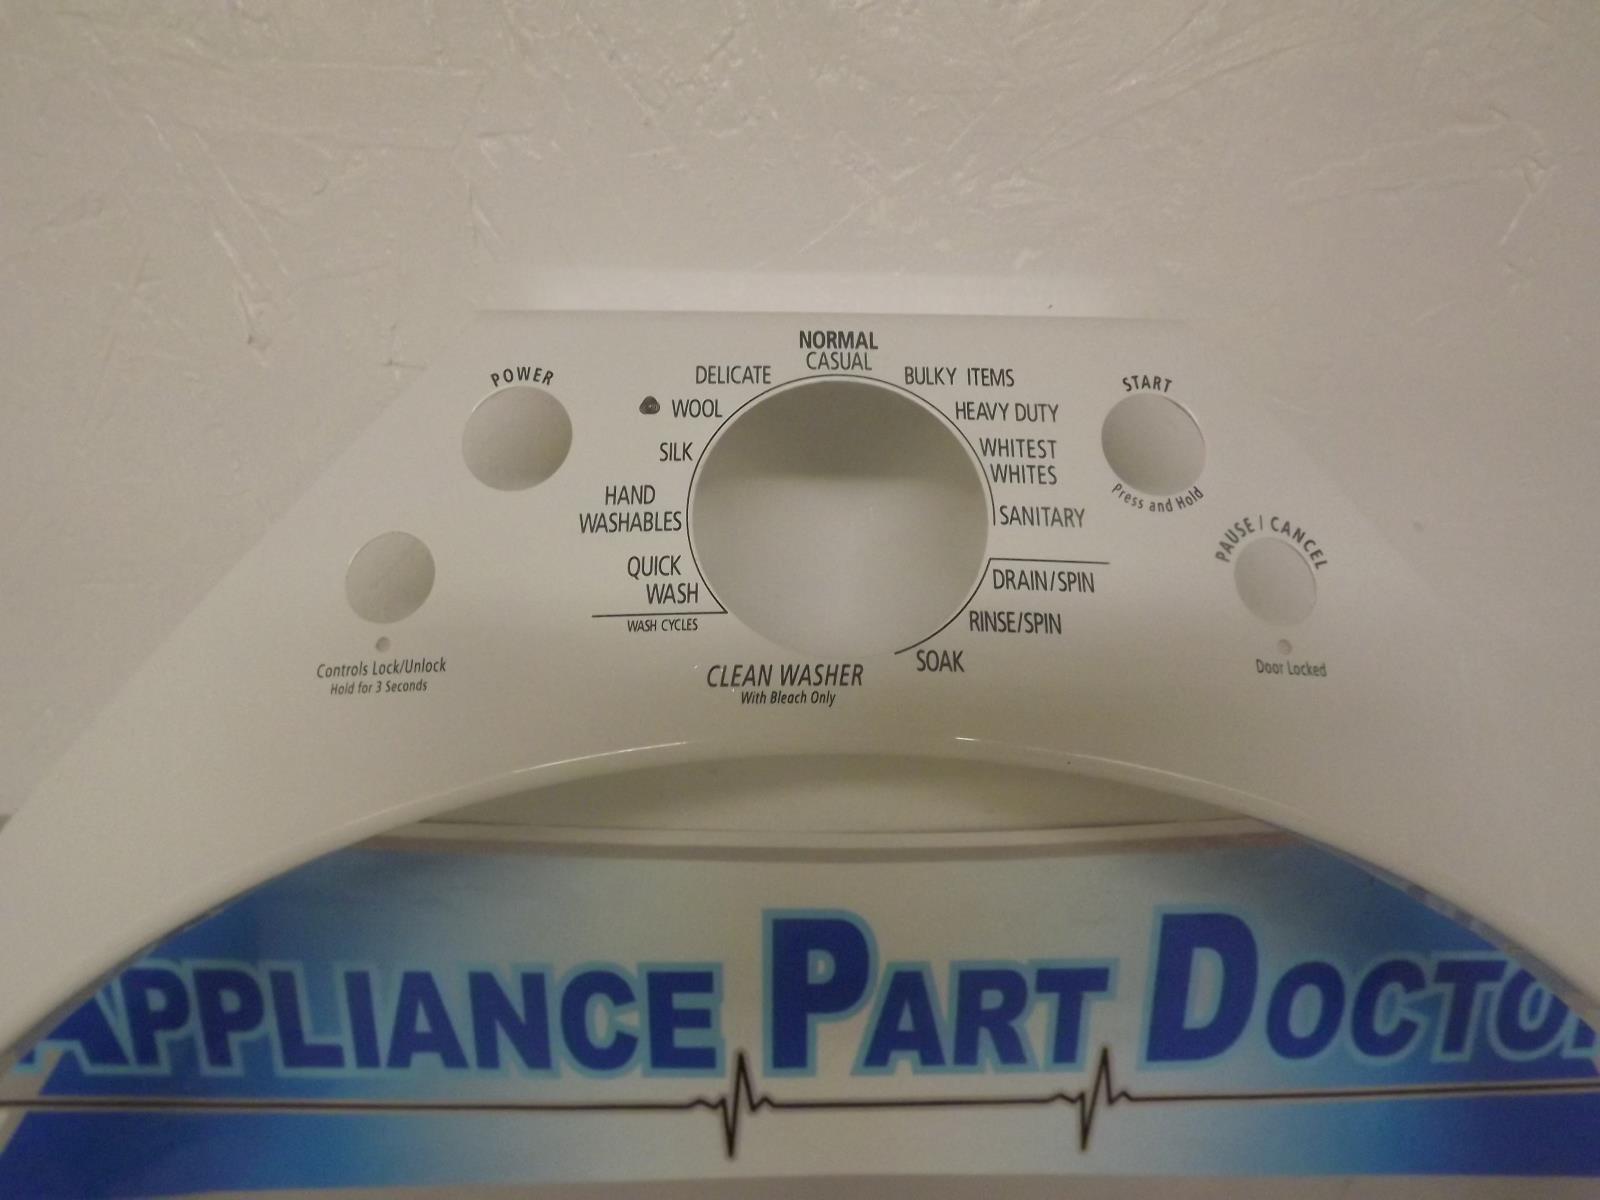 POWER
NORMAL
CASUAL
DELICATE
WOOL
SILK
HAND
WASHABLES
QUICK
WASH
WASH CYCLES
BULKY ITEMS
HEAVY DUTY
WHITEST
WHITES
SANITARY
DRAIN/SPIN
RINSE/SPIN
SOAK
CLEAN WASHER
With Bleach Only
START
Press and Hold
PAUSE / CANCEL
Door Locked
Controls Lock/Unlock
Hold for 3 Seconds
APPLIANCE PART DOCTO